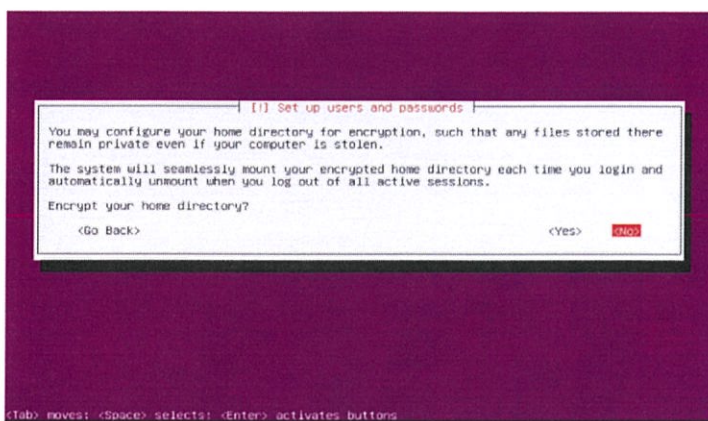 [!] Set up users and passwords
You may configure your home directory for encryption, such that any files stored there
remain private even if your computer is stolen.
The system will seamlessly mount your encrypted home directory each time you login and
automatically unmount when you log out of all active sessions.
Encrypt your home directory?
<Go Back> <Yes> <No>
<Tab> moves; <Space> selects; <Enter> activates buttons